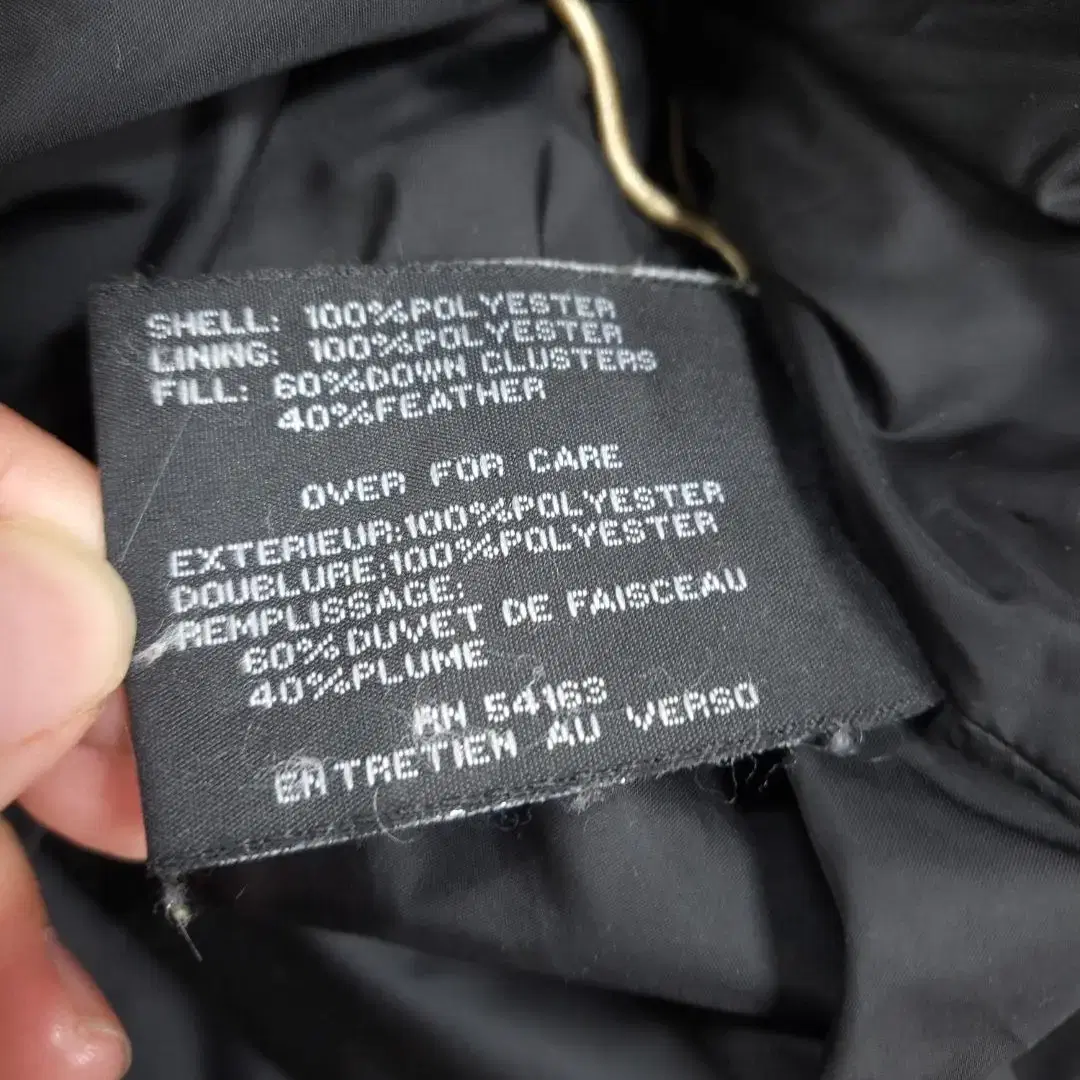 SHELL: 100%POLYESTER
LINING: 100%POLYESTER
FILL: 60%DOWN CLUSTERS
40%FEATHER
OVER FOR CARE
EXTERIEUR:100%POLYESTER
DOUBLURE:100%POLYESTER
REMPLISSAGE:
60%DUVET DE FAISCEAU
40%PLUME
RN 54163
ENTRETIEN AU VERSO